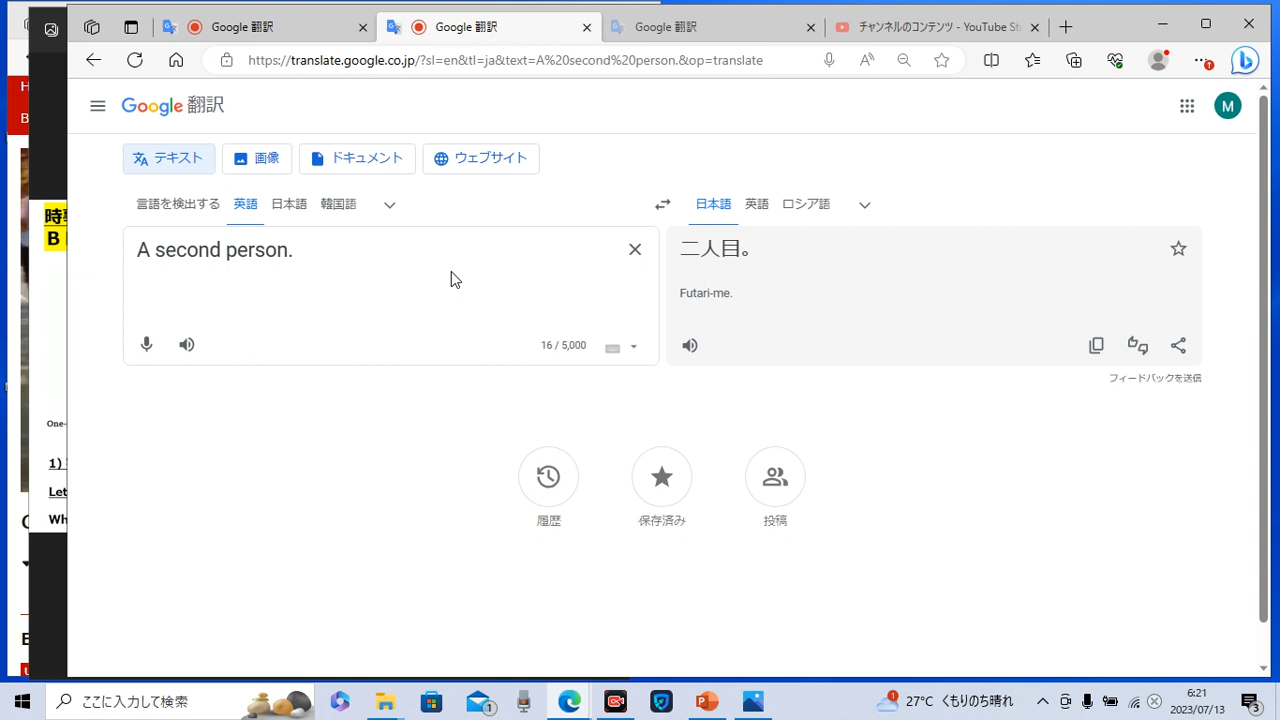 Google 翻訳
Google 翻訳
Google 翻訳
チャンネルのコンテンツ - YouTube St
https://translate.google.co.jp/?sl=en&tl=ja&text=A%20second%20person.&op=translate
Google 翻訳
M
テキスト
画像
ドキュメント
ウェブサイト
言語を検出する
英語
日本語
韓国語
日本語
英語
ロシア語
A second person.
二人目。
Futari-me.
16 / 5,000
フィードバックを送信
履歴
保存済み
投稿
H
B
B
One-
1)
Let
Wh
ここに入力して検索
1
1
27°C くもりのち晴れ
6:21
2023/07/13
3